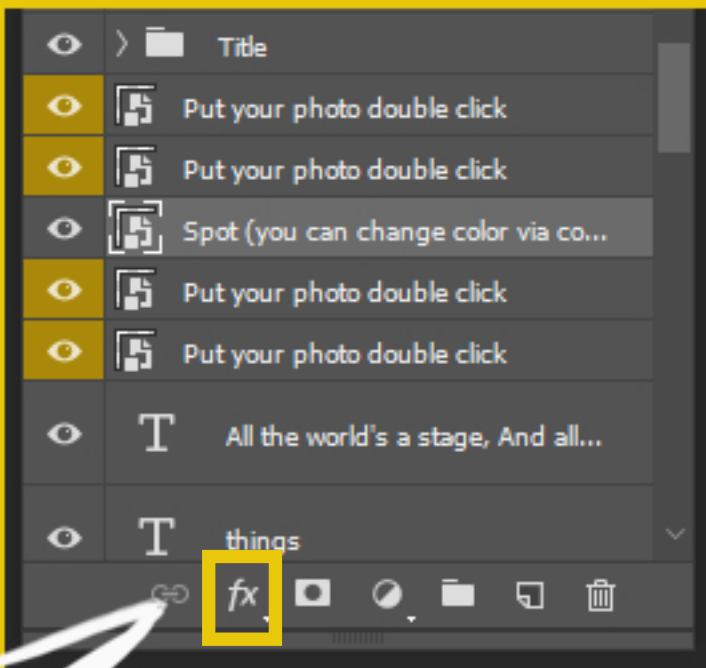 Title
Put your photo double click
Put your photo double click
Spot (you can change color via co...
Put your photo double click
Put your photo double click
T All the world's a stage, And all...
T things
fx